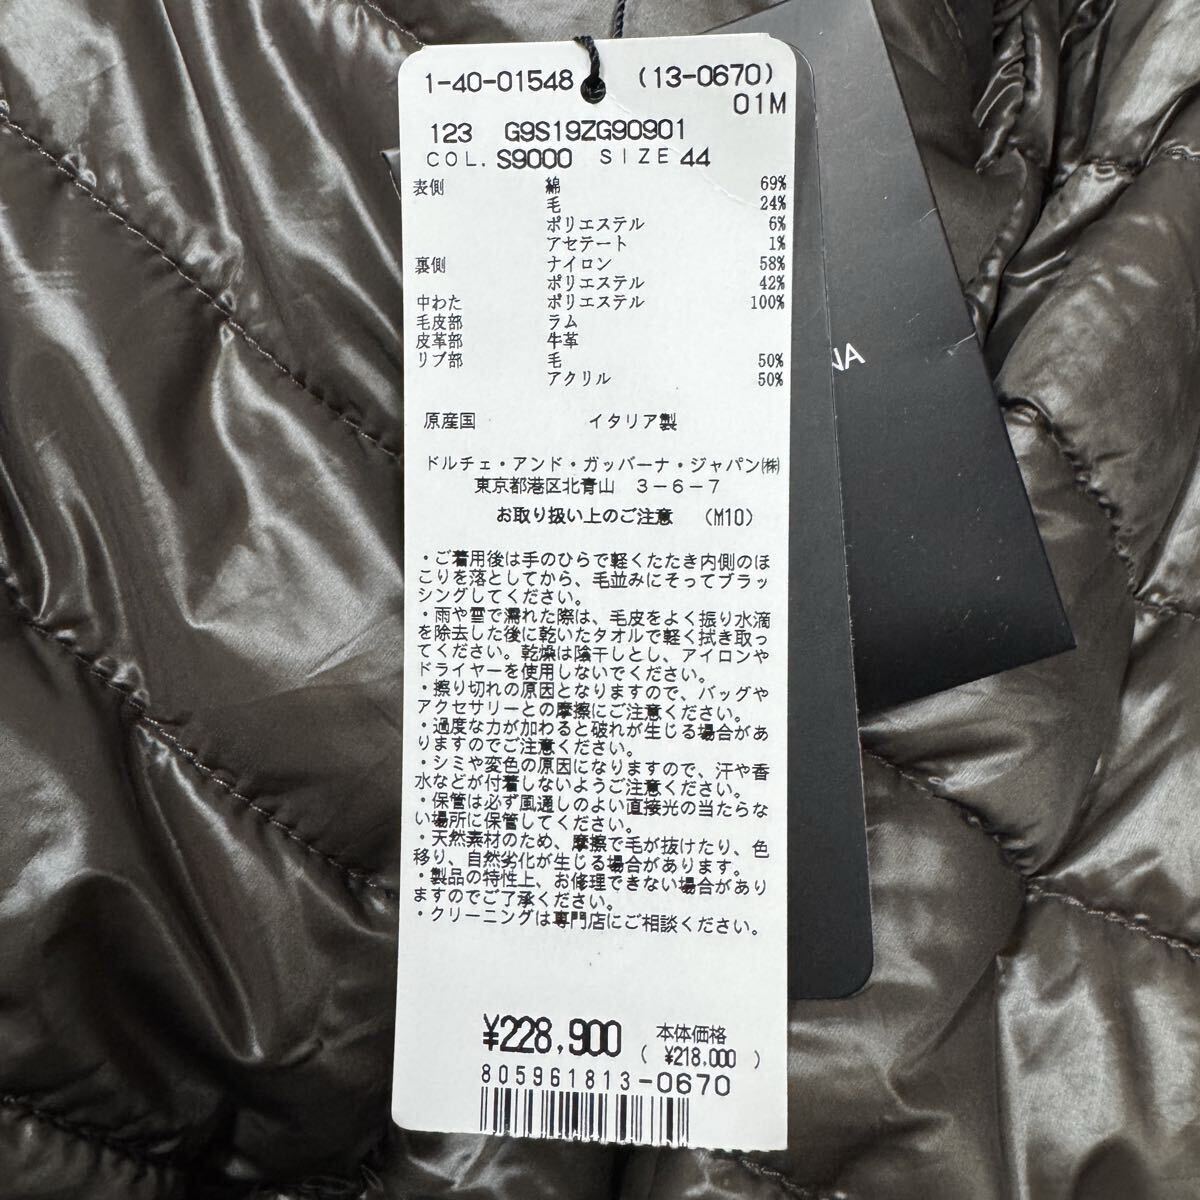 1-40-01548 (13-0670)
01M
123 G9S19ZG90901
COL. S9000 SIZE 44
表側 綿 69%
毛 24%
ポリエステル 6%
アセテート 1%
裏側 ナイロン 58%
ポリエステル 42%
中わた ポリエステル 100%
毛皮部 ラム
皮革部 牛革
リブ部 毛 50%
アクリル 50%
原産国 イタリア製
ドルチェ・アンド・ガッバーナ・ジャパン㈱
東京都港区北青山 3-6-7
お取り扱い上のご注意 (M10)
・ご着用後は手のひらで軽くたたき内側のほ
こりを落としてから、毛並みにそってブラッ
シングしてください。
・雨や雪で濡れた際は、毛皮をよく振り水滴
を除去した後に乾いたタオルで軽く拭き取っ
てください。乾燥は陰干しとし、アイロンや
ドライヤーを使用しないでください。
・擦り切れの原因となりますので、バッグや
アクセサリーとの摩擦にご注意ください。
・過度な力が加わると破れが生じる場合があ
りますのでご注意ください。
・シミや変色の原因になりますので、汗や香
水などが付着しないようご注意ください。
・保管は必ず風通しのよい直接光の当たらな
い場所に保管してください。
・天然素材のため、摩擦で毛が抜けたり、色
移り、自然劣化が生じる場合があります。
・製品の特性上、お修理できない場合があり
ますのでご了承ください。
・クリーニングは専門店にご相談ください。
¥228,900 本体価格
( ¥218,000 )
805961813-0670
NA